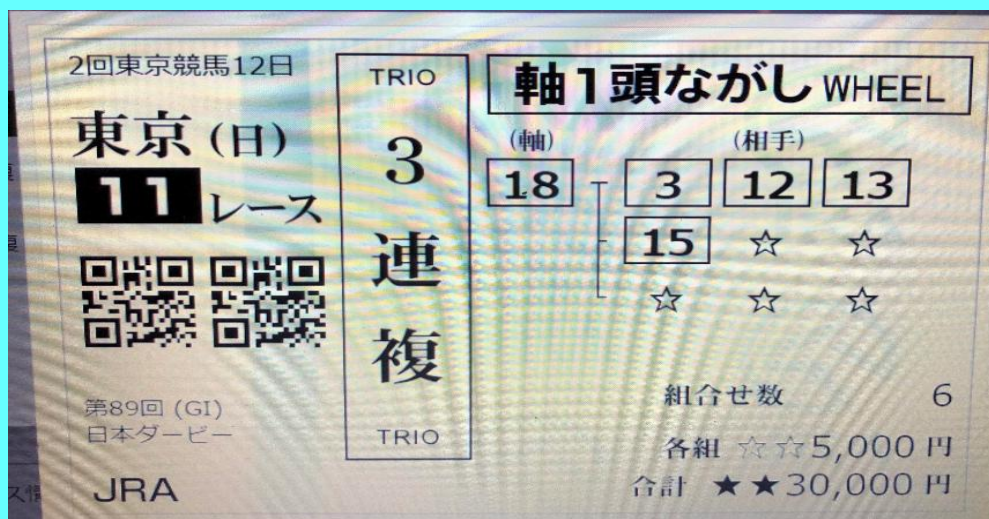 2回東京競馬12日
東京 (日)
11 レース
第89回 (GI)
日本ダービー
JRA
TRIO
3連複
TRIO
軸1頭ながし WHEEL
(軸) (相手)
18 3 12 13
15 ☆ ☆
☆ ☆ ☆
組合せ数 6
各組 ☆☆5,000円
合計 ★★30,000円